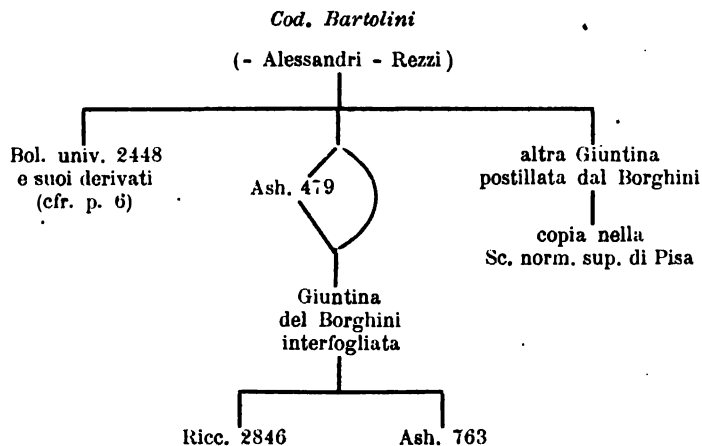 Cod. Bartolini
(- Alessandri - Rezzi)
Bol. univ. 2448
e suoi derivati
(cfr. p. 6)
Ash. 479
altra Giuntina
postillata dal Borghini
copia nella
Sc. norm. sup. di Pisa
Giuntina
del Borghini
interfogliata
Ricc. 2846
Ash. 763